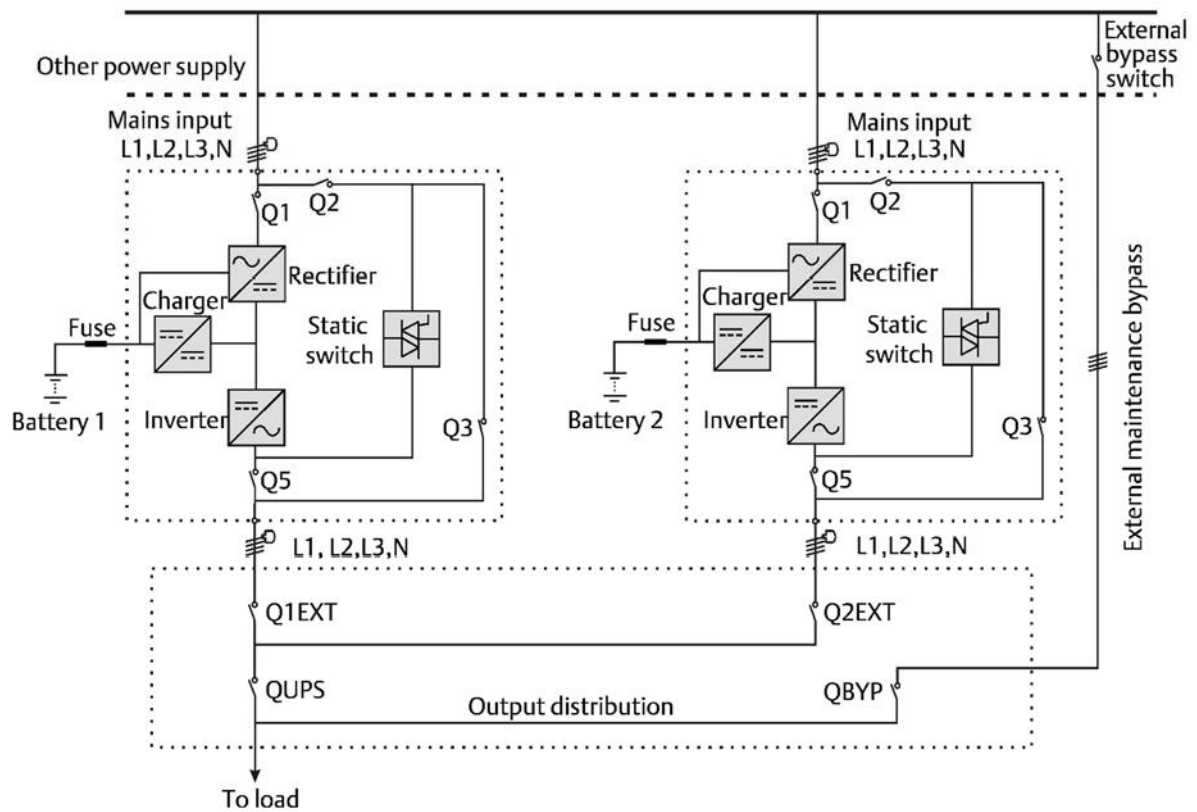 External
bypass
switch
Other power supply
Mains input
L1,L2,L3,N
Mains input
L1,L2,L3,N
Q1
Q2
Q1
Q2
Rectifier
Charger
Fuse
Static
switch
Battery 1
Inverter
Q3
Q5
Rectifier
Charger
Fuse
Static
switch
Battery 2
Inverter
Q3
Q5
External maintenance bypass
L1, L2,L3,N
L1,L2,L3,N
Q1EXT
Q2EXT
QUPS
QBYP
Output distribution
To load